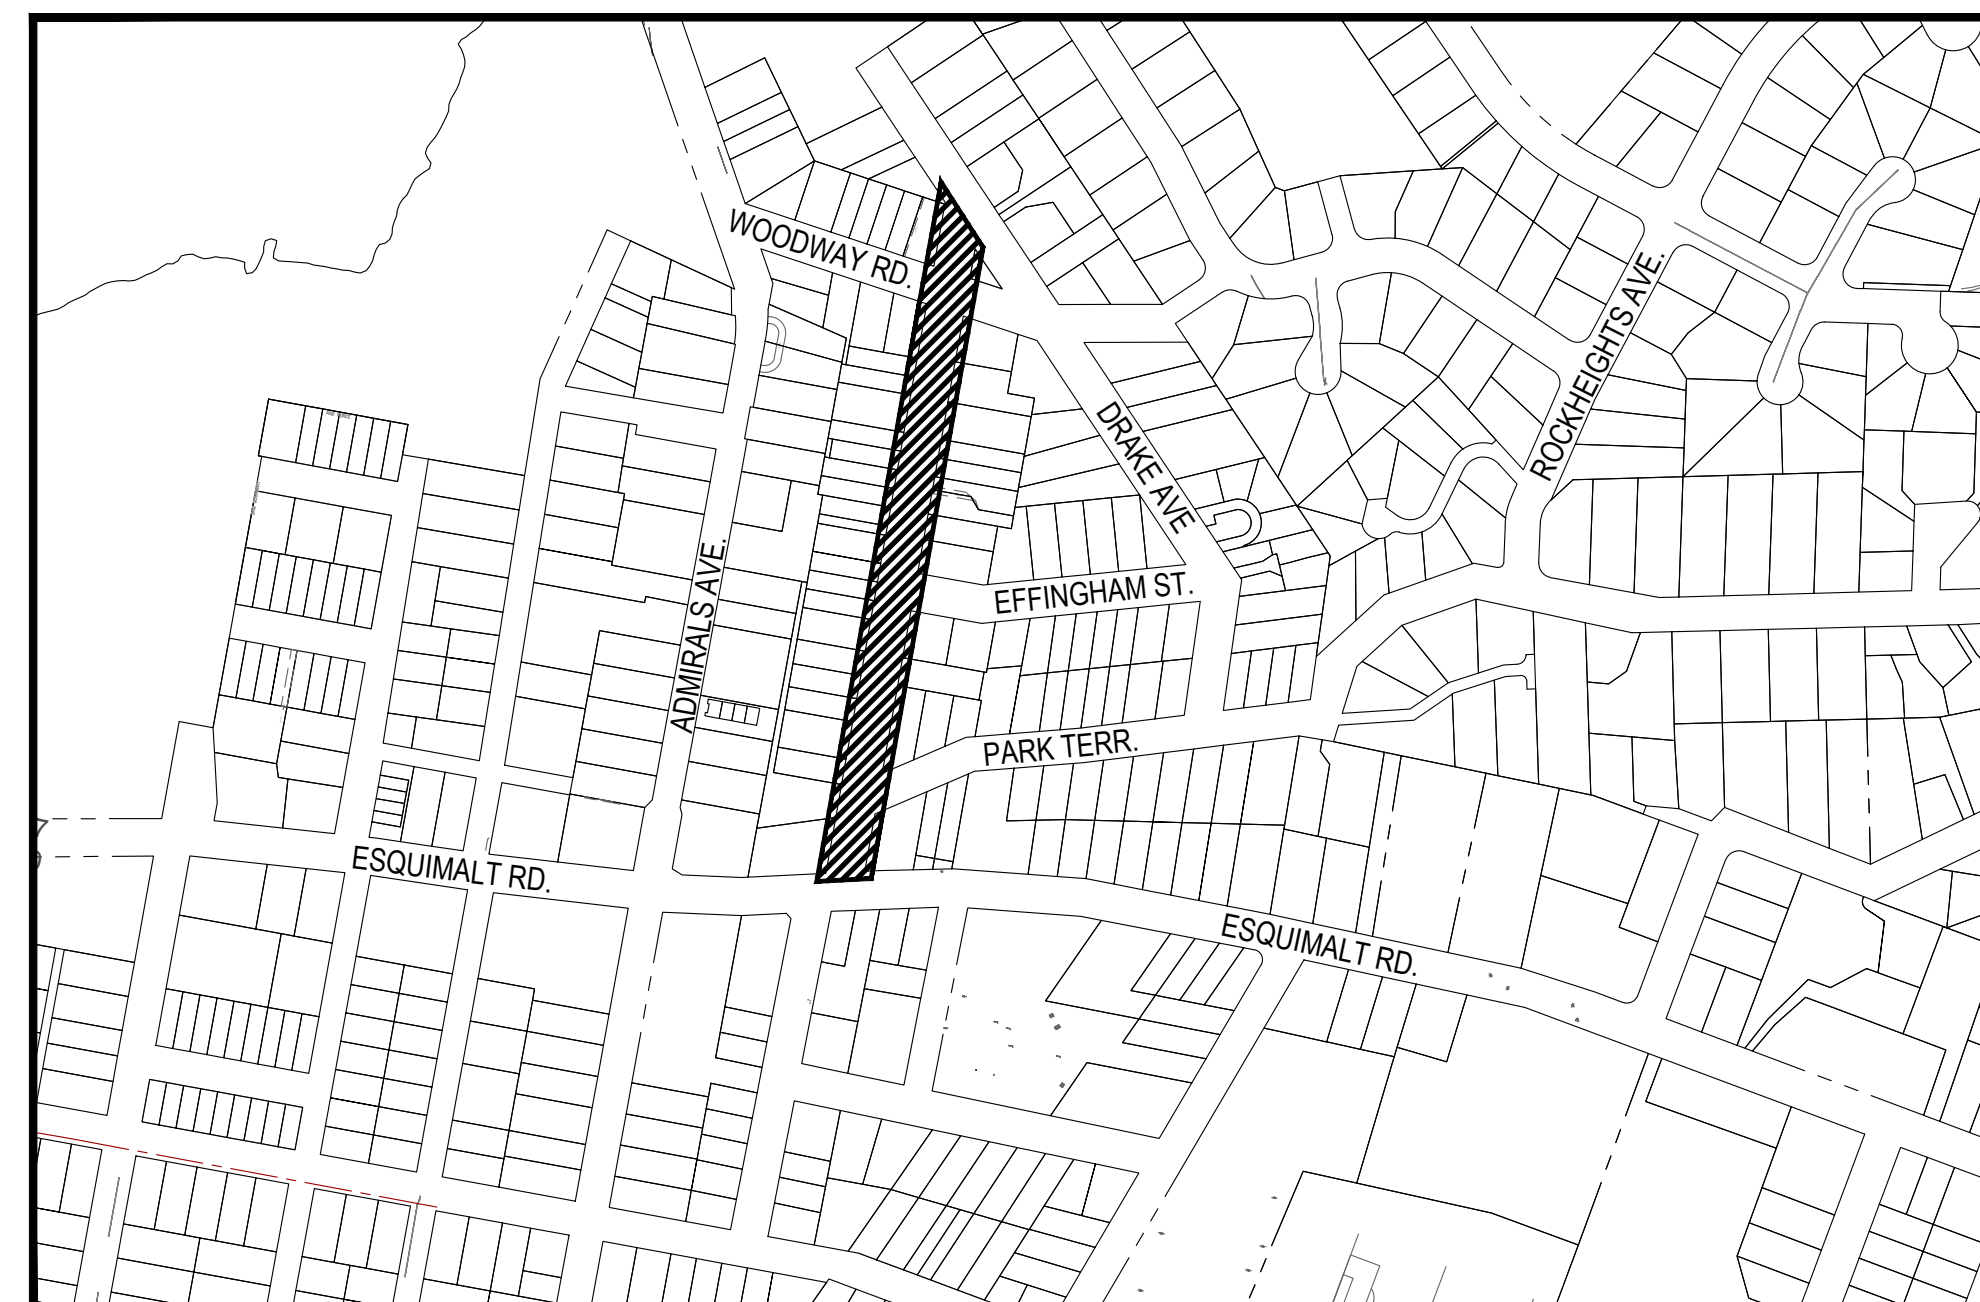 WOODWAY RD.
ROCKHEIGHTS AVE.
DRAKE AVE
ADMIRALS AVE.
EFFINGHAM ST.
PARK TERR.
ESQUIMALT RD.
ESQUIMALT RD.